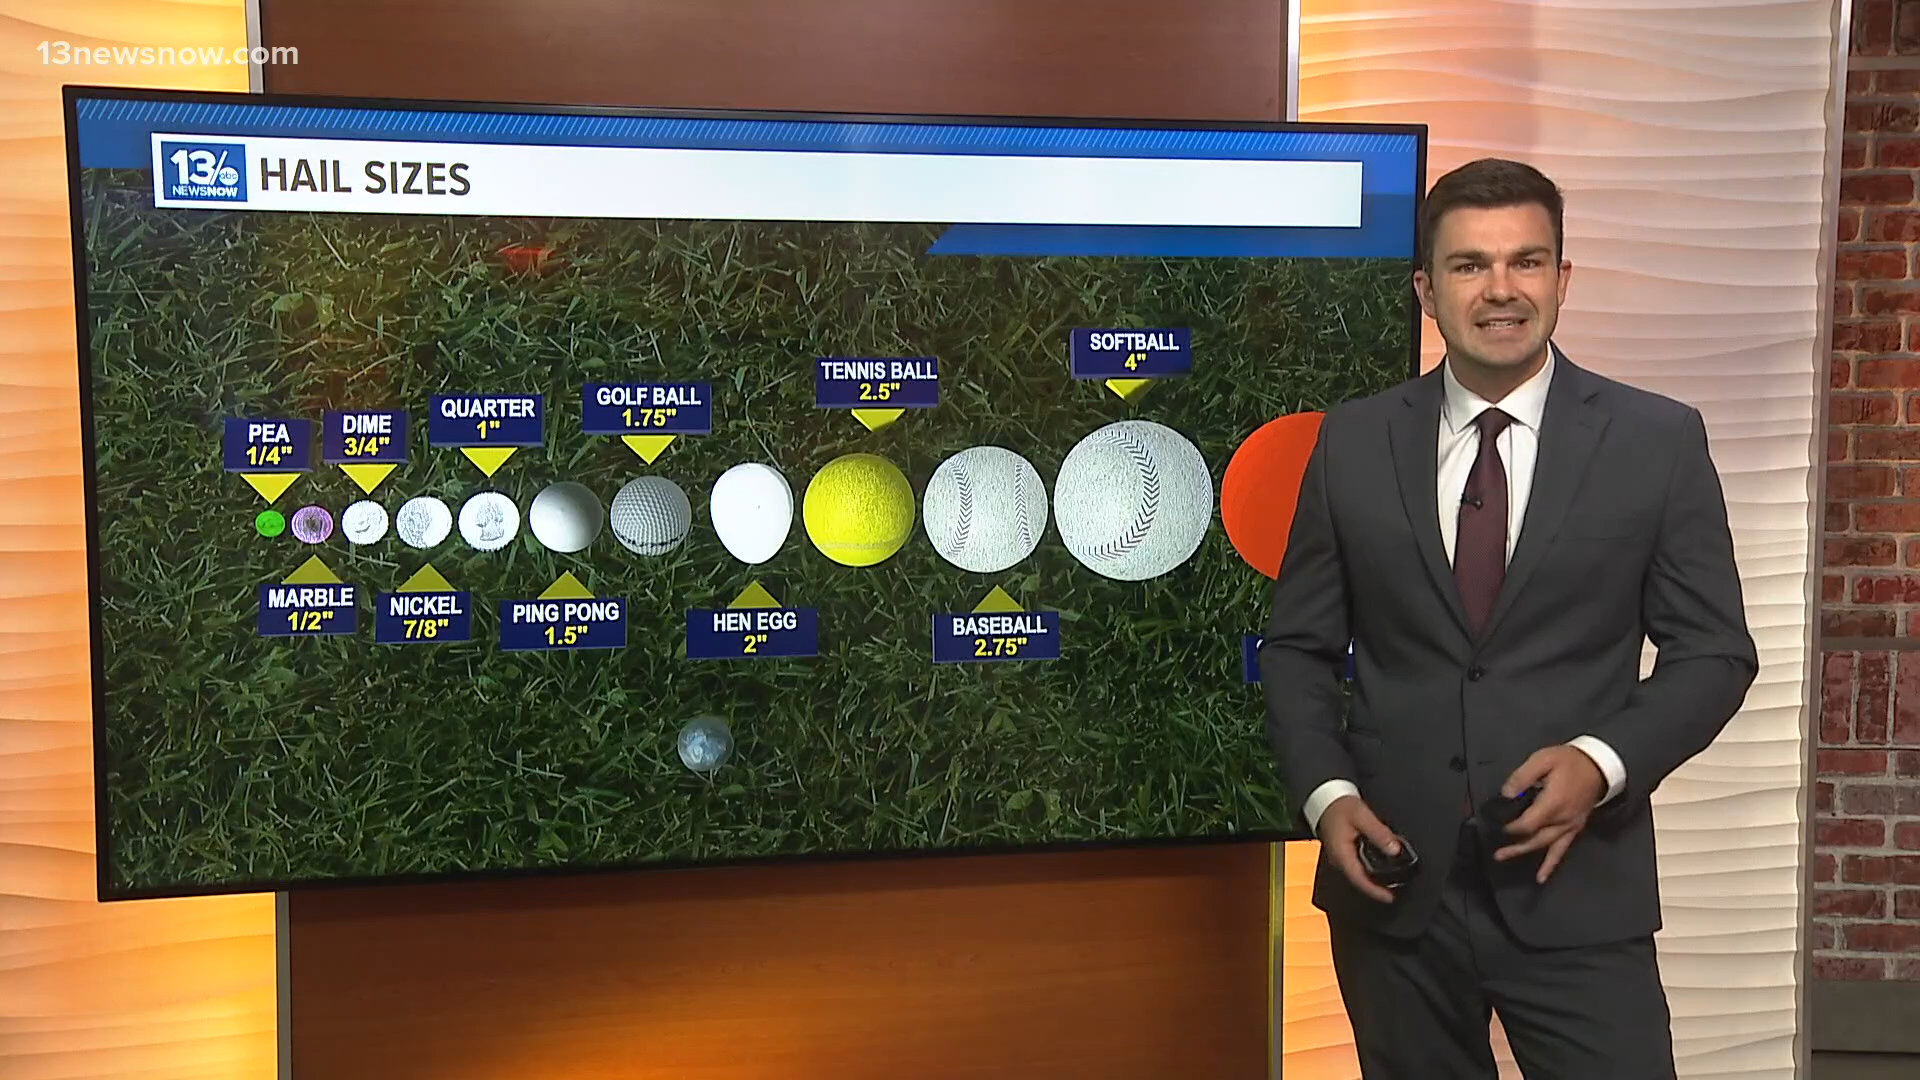 13newsnow.com
13 abc
NEWSNOW
HAIL SIZES
PEA
1/4"
DIME
3/4"
QUARTER
1"
GOLF BALL
1.75"
TENNIS BALL
2.5"
SOFTBALL
4"
MARBLE
1/2"
NICKEL
7/8"
PING PONG
1.5"
HEN EGG
2"
BASEBALL
2.75"